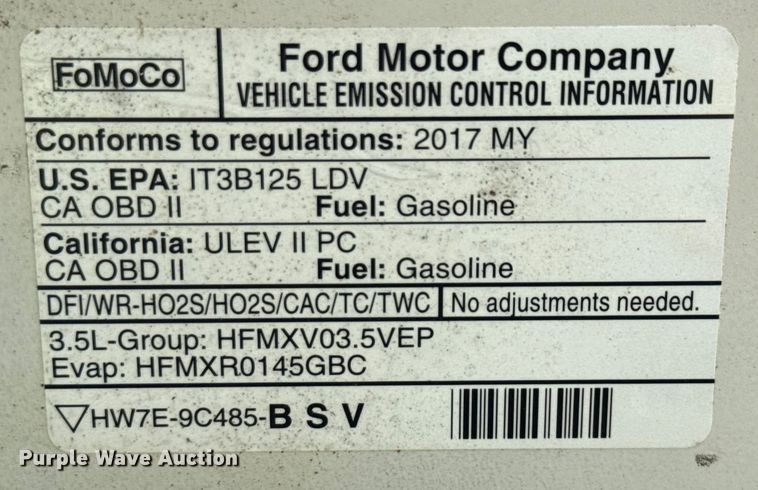 FoMoCo
Ford Motor Company
VEHICLE EMISSION CONTROL INFORMATION
Conforms to regulations: 2017 MY
U.S. EPA: IT3B125 LDV
CA OBD II Fuel: Gasoline
California: ULEV II PC
CA OBD II Fuel: Gasoline
DFI/WR-HO2S/HO2S/CAC/TC/TWC No adjustments needed.
3.5L-Group: HFMXV03.5VEP
Evap: HFMXR0145GBC
HW7E-9C485-B S V
Purple Wave Auction